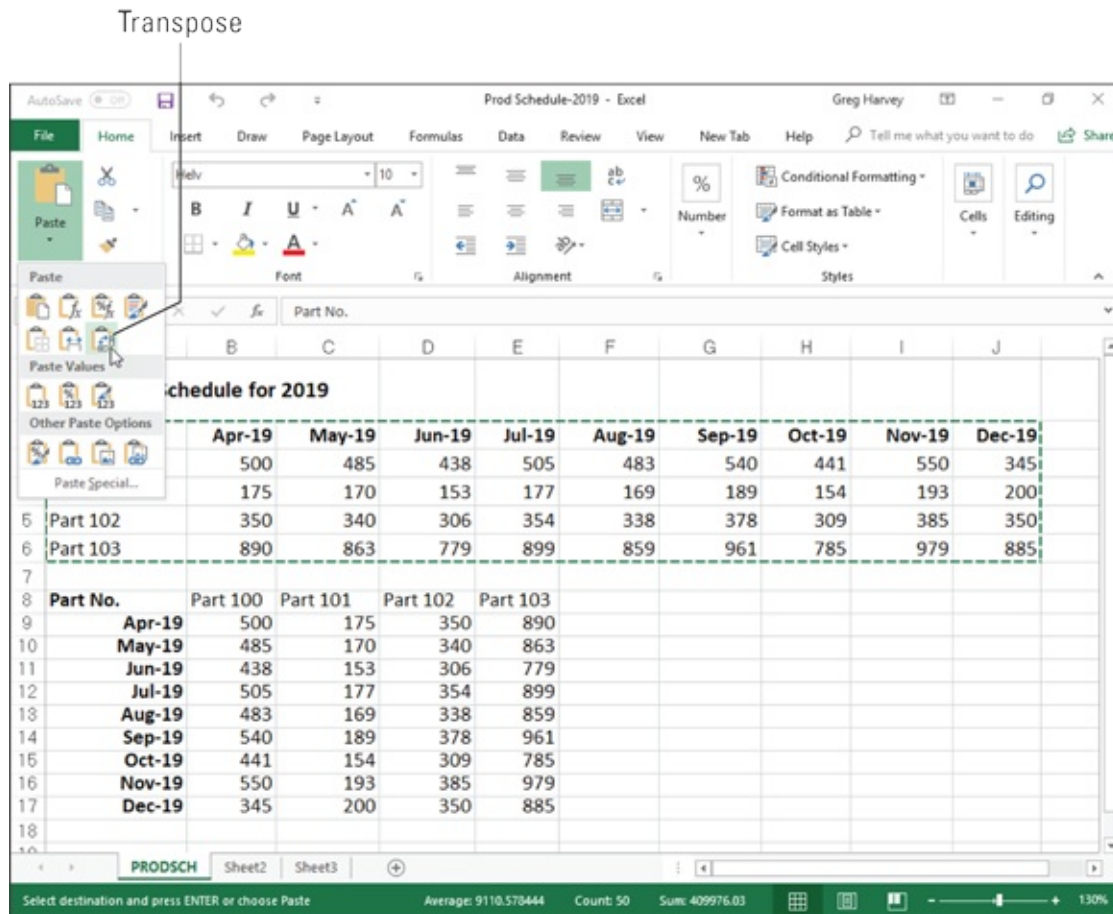 Transpose
AutoSave Off Prod Schedule-2019 - Excel Greg Harvey
File Home Insert Draw Page Layout Formulas Data Review View New Tab Help Tell me what you want to do Share
Paste
Helv 10
B I U A A
A
ab
%
Number
Conditional Formatting
Format as Table
Cell Styles
Cells
Editing
Font Alignment Styles
fx Part No.
Paste
Paste Values
123 123 123
Other Paste Options
Paste Special...
B C D E F G H I J
Schedule for 2019
Apr-19 May-19 Jun-19 Jul-19 Aug-19 Sep-19 Oct-19 Nov-19 Dec-19
500 485 438 505 483 540 441 550 345
175 170 153 177 169 189 154 193 200
5 Part 102 350 340 306 354 338 378 309 385 350
6 Part 103 890 863 779 899 859 961 785 979 885
7
8 Part No. Part 100 Part 101 Part 102 Part 103
9 Apr-19 500 175 350 890
10 May-19 485 170 340 863
11 Jun-19 438 153 306 779
12 Jul-19 505 177 354 899
13 Aug-19 483 169 338 859
14 Sep-19 540 189 378 961
15 Oct-19 441 154 309 785
16 Nov-19 550 193 385 979
17 Dec-19 345 200 350 885
18
PRODSCH Sheet2 Sheet3
Select destination and press ENTER or choose Paste Average: 9110.578444 Count: 50 Sum: 409976.03 130%